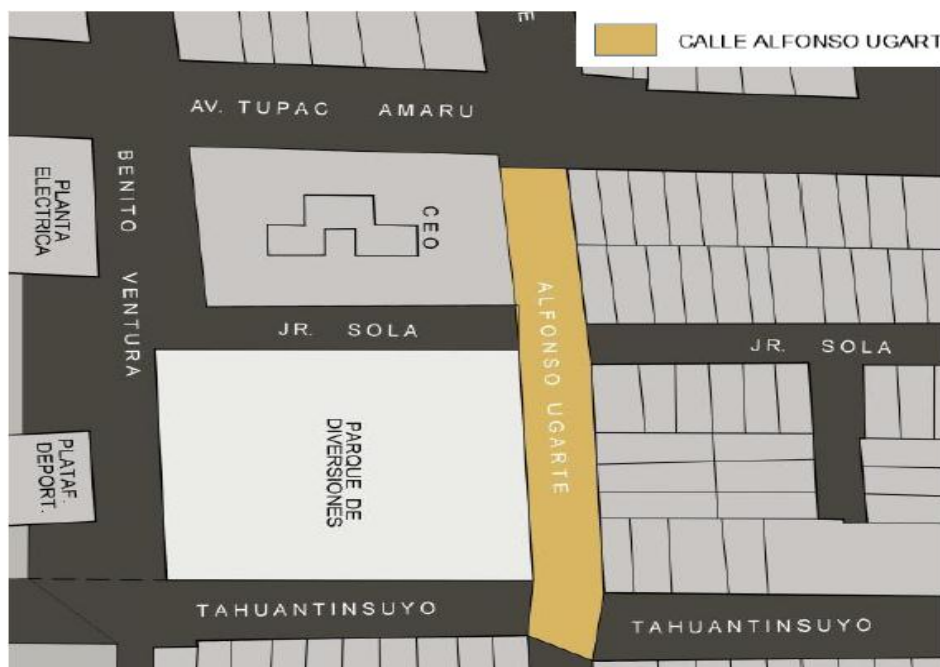 E
CALLE ALFONSO UGART
AV. TUPAC AMARU
PLANTA
ELECTRICA
BENITO VENTURA
CEO
ALFONSO UGARTE
JR. SOLA
JR. SOLA
PARQUE DE
DIVERSIONES
PLATAF.
DEPORT.
TAHUANTINSUYO
TAHUANTINSUYO